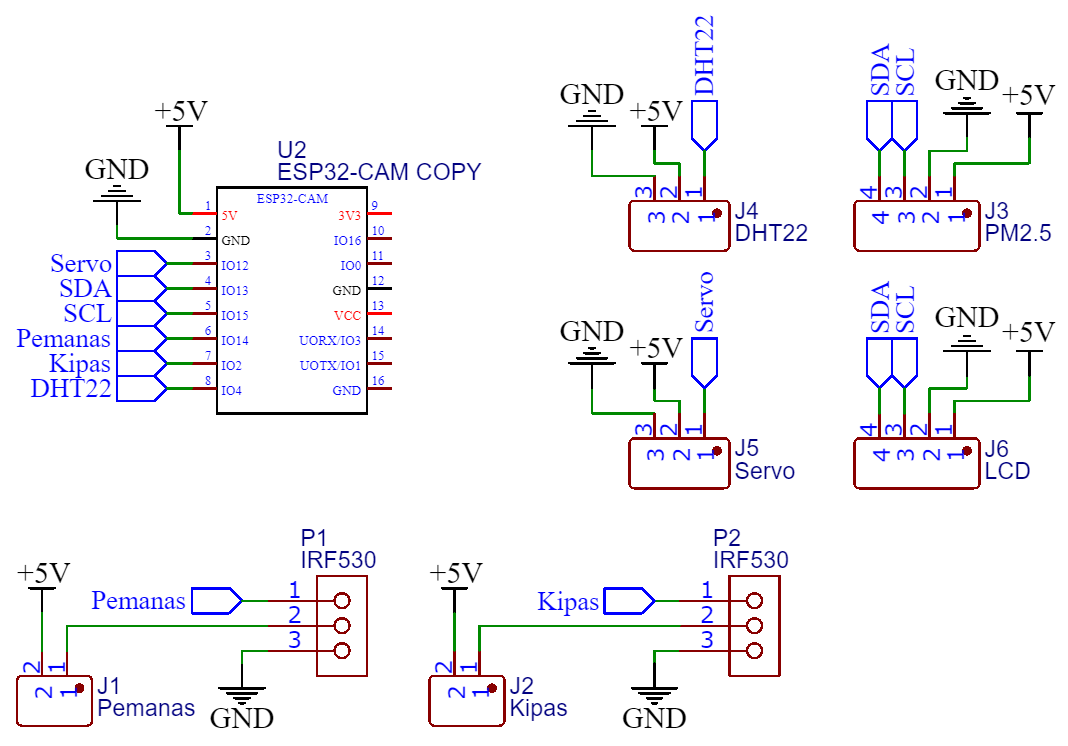 +5V
GND
U2
ESP32-CAM COPY
ESP32-CAM
1 5V 3V3 9
2 GND IO16 10
Servo 3 IO12 IO0 11
SDA 4 IO13 GND 12
SCL 5 IO15 VCC 13
Pemanas 6 IO14 UORX/IO3 14
Kipas 7 IO2 UOTX/IO1 15
DHT22 8 IO4 GND 16
DHT22
GND +5V
3 2 1
3 2 1
J4
DHT22
SDA SCL
GND
+5V
4 3 2 1
4 3 2 1
J3
PM2.5
Servo
GND
+5V
3 2 1
3 2 1
J5
Servo
SDA SCL
GND
+5V
4 3 2 1
4 3 2 1
J6
LCD
P1
IRF530
+5V
Pemanas 1
2
3
2 1
2 1
J1
Pemanas
GND
P2
IRF530
+5V
Kipas 1
2
3
2 1
2 1
J2
Kipas
GND